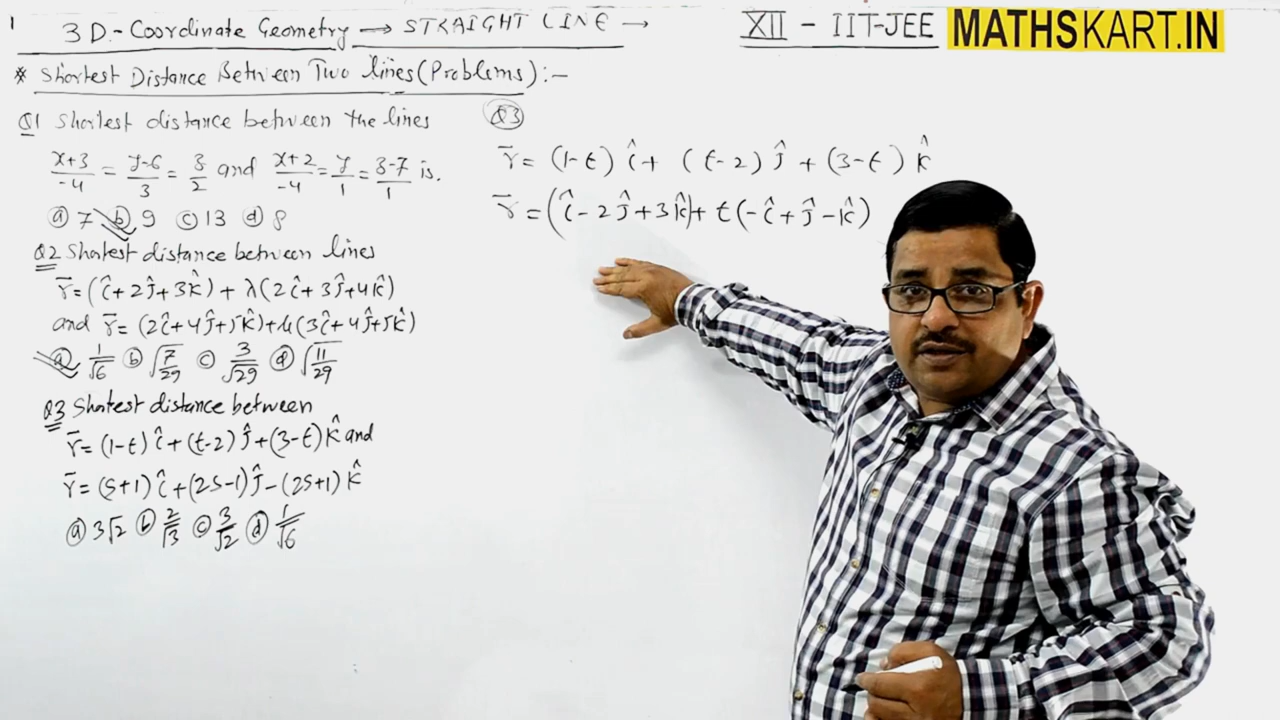 1 3D.- Coordinate Geometry → STRAIGHT LINE →
XII - IIT-JEE MATHSKART.IN
* Shortest Distance Between Two lines (Problems) :-
Q1 Shortest distance between the lines
(x+3)/-4 = (y-6)/3 = z/2 and (x+2)/-4 = y/1 = (z-7)/1 is.
(a) 7 (b) 9 (c) 13 (d) 8
Q2 Shortest distance between lines
r̄ = (î+2ĵ+3k̂) + λ(2î+3ĵ+4k̂)
and r̄ = (2î+4ĵ+5k̂)+μ(3î+4ĵ+5k̂)
(a) 1/√6 (b) √(7/29) (c) 3/√29 (d) √(11/29)
Q3 Shortest distance between
r̄ = (1-t)î+(t-2)ĵ+(3-t)k̂ and
r̄ = (s+1)î+(2s-1)ĵ-(2s+1)k̂
(a) 3√2 (b) 2/√3 (c) 3/√2 (d) 1/√6
Q3
r̄ = (1-t)î + (t-2)ĵ + (3-t)k̂
r̄ = (î-2ĵ+3k̂)+ t(-î+ĵ-k̂)